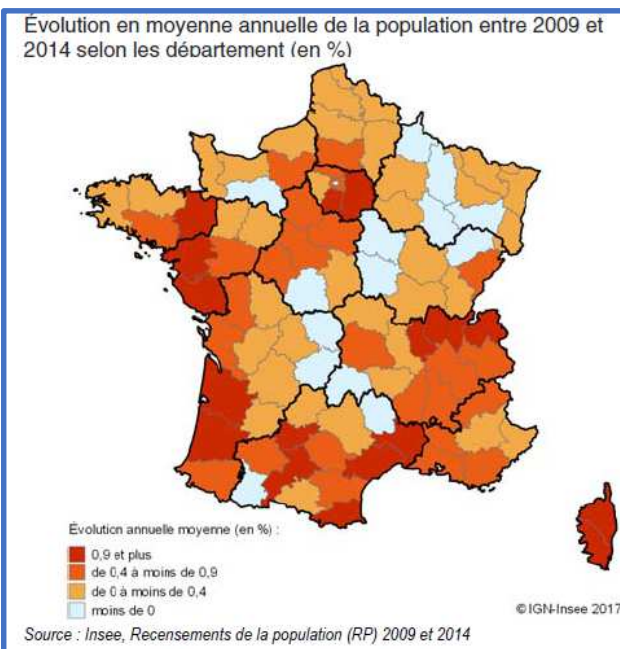 Évolution en moyenne annuelle de la population entre 2009 et
2014 selon les département (en %)
Évolution annuelle moyenne (en %) :
0,9 et plus
de 0,4 à moins de 0,9
de 0 à moins de 0,4
moins de 0
©IGN-Insee 2017
Source : Insee, Recensements de la population (RP) 2009 et 2014